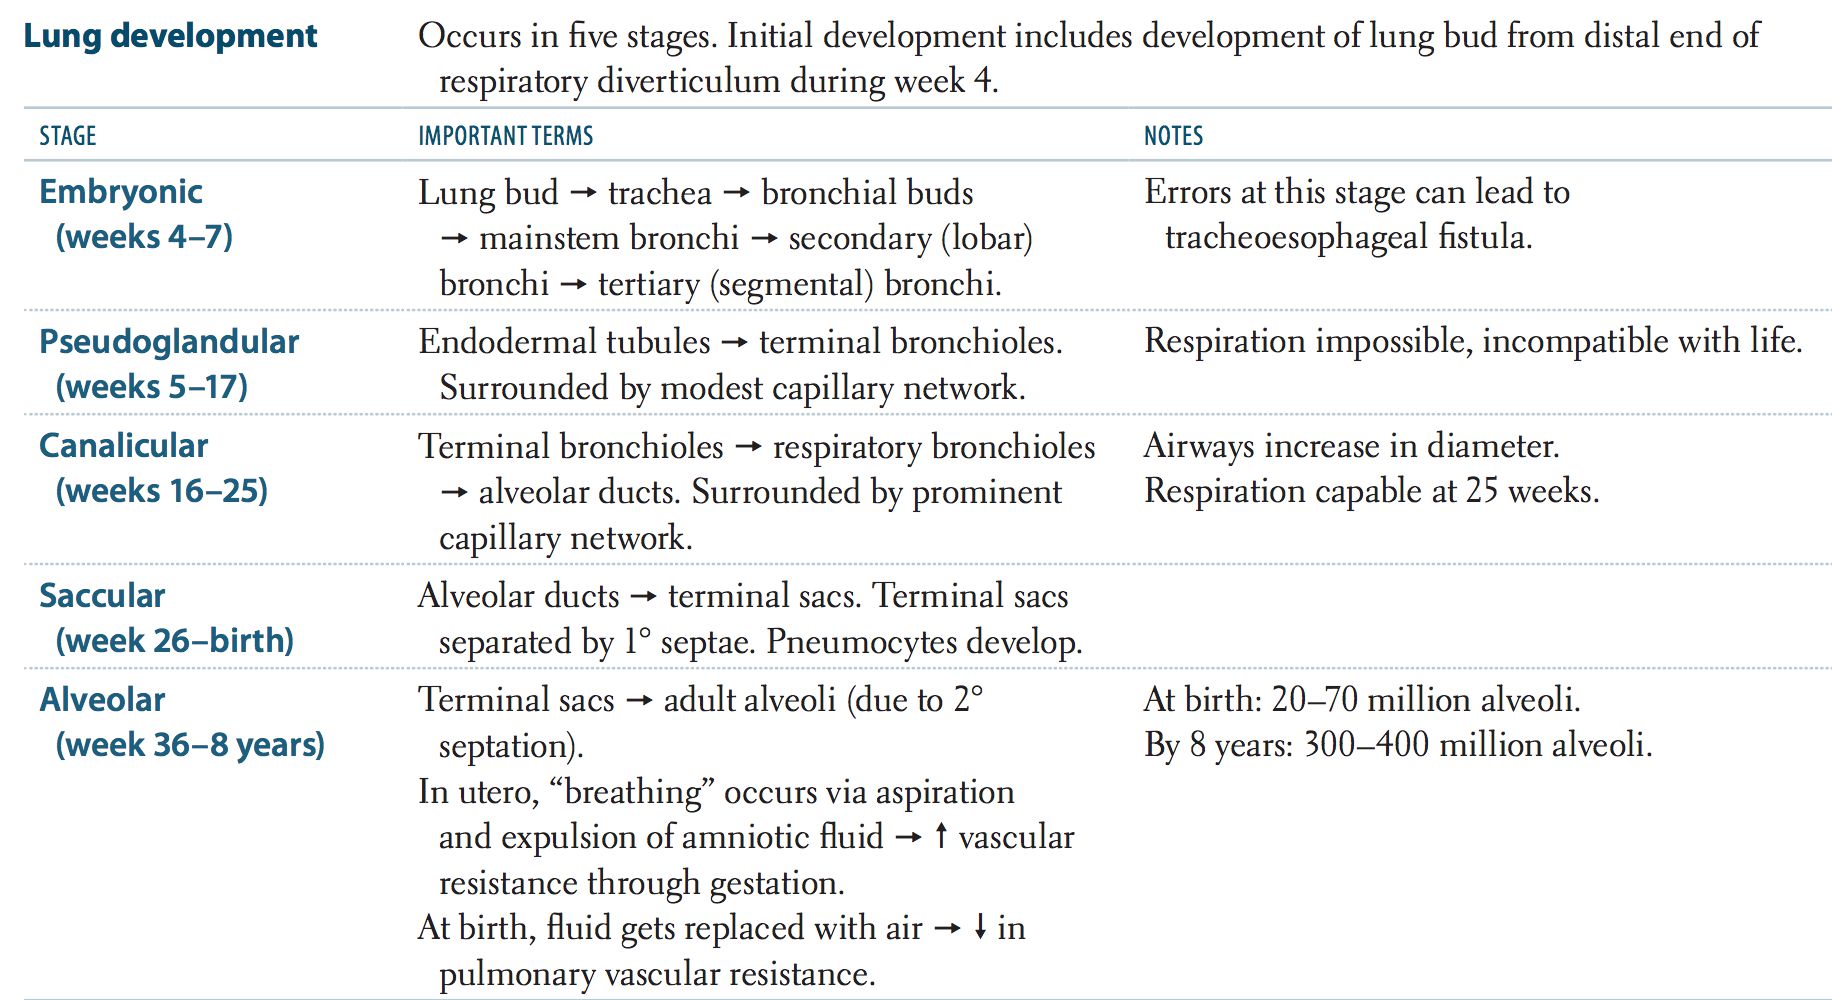 Lung development
Occurs in five stages. Initial development includes development of lung bud from distal end of
respiratory diverticulum during week 4.
STAGE
IMPORTANT TERMS
NOTES
Embryonic
(weeks 4–7)
Lung bud → trachea → bronchial buds
→ mainstem bronchi → secondary (lobar)
bronchi → tertiary (segmental) bronchi.
Errors at this stage can lead to
tracheoesophageal fistula.
Pseudoglandular
(weeks 5–17)
Endodermal tubules → terminal bronchioles.
Surrounded by modest capillary network.
Respiration impossible, incompatible with life.
Canalicular
(weeks 16–25)
Terminal bronchioles → respiratory bronchioles
→ alveolar ducts. Surrounded by prominent
capillary network.
Airways increase in diameter.
Respiration capable at 25 weeks.
Saccular
(week 26–birth)
Alveolar ducts → terminal sacs. Terminal sacs
separated by 1° septae. Pneumocytes develop.
Alveolar
(week 36–8 years)
Terminal sacs → adult alveoli (due to 2°
septation).
In utero, “breathing” occurs via aspiration
and expulsion of amniotic fluid → ↑ vascular
resistance through gestation.
At birth, fluid gets replaced with air → ↓ in
pulmonary vascular resistance.
At birth: 20–70 million alveoli.
By 8 years: 300–400 million alveoli.